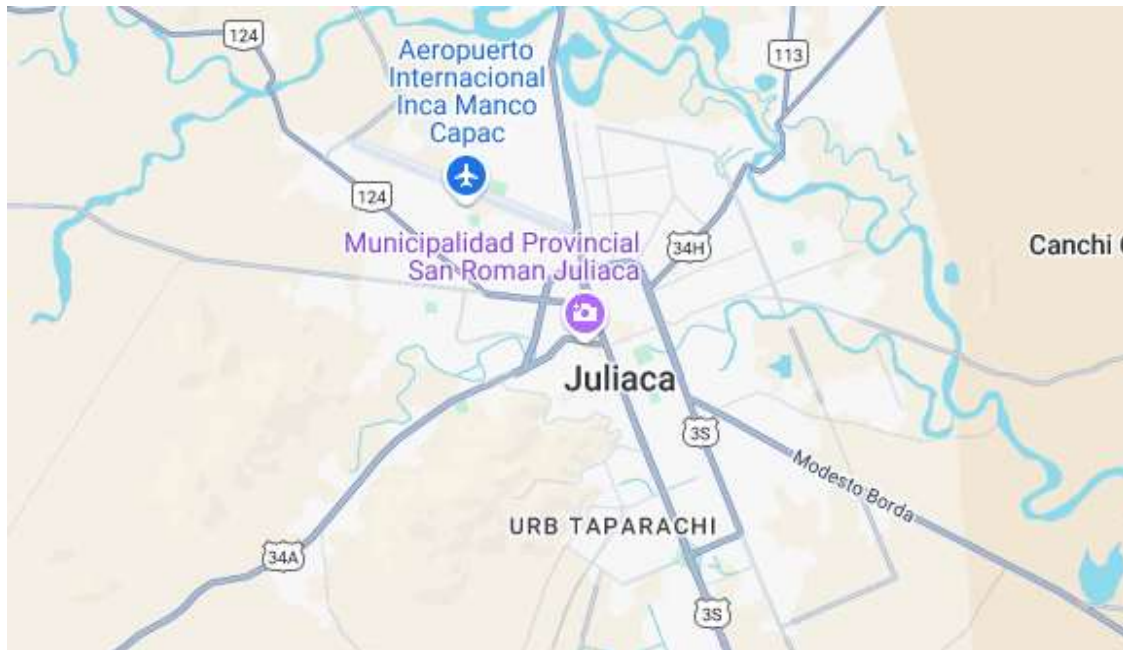 124
Aeropuerto
Internacional
Inca Manco
Capac
113
124
Municipalidad Provincial
San Roman Juliaca
34H
Canchi
Juliaca
3S
Modesto Borda
URB TAPARACHI
34A
3S